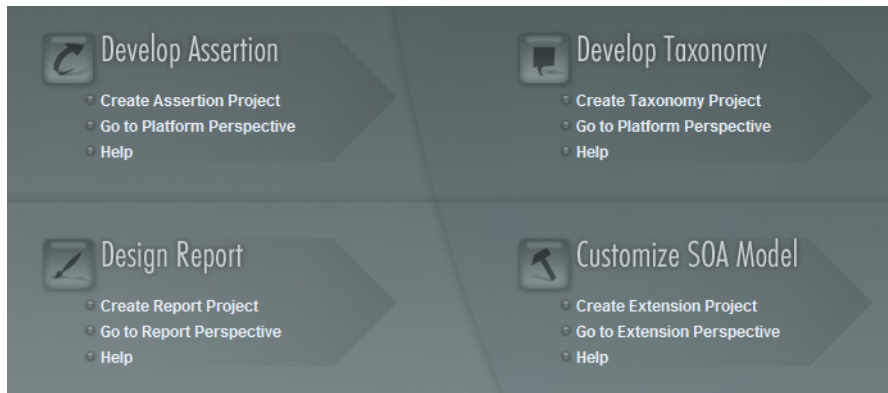 Develop Assertion
Create Assertion Project
Go to Platform Perspective
Help
Develop Taxonomy
Create Taxonomy Project
Go to Platform Perspective
Help
Design Report
Create Report Project
Go to Report Perspective
Help
Customize SOA Model
Create Extension Project
Go to Extension Perspective
Help